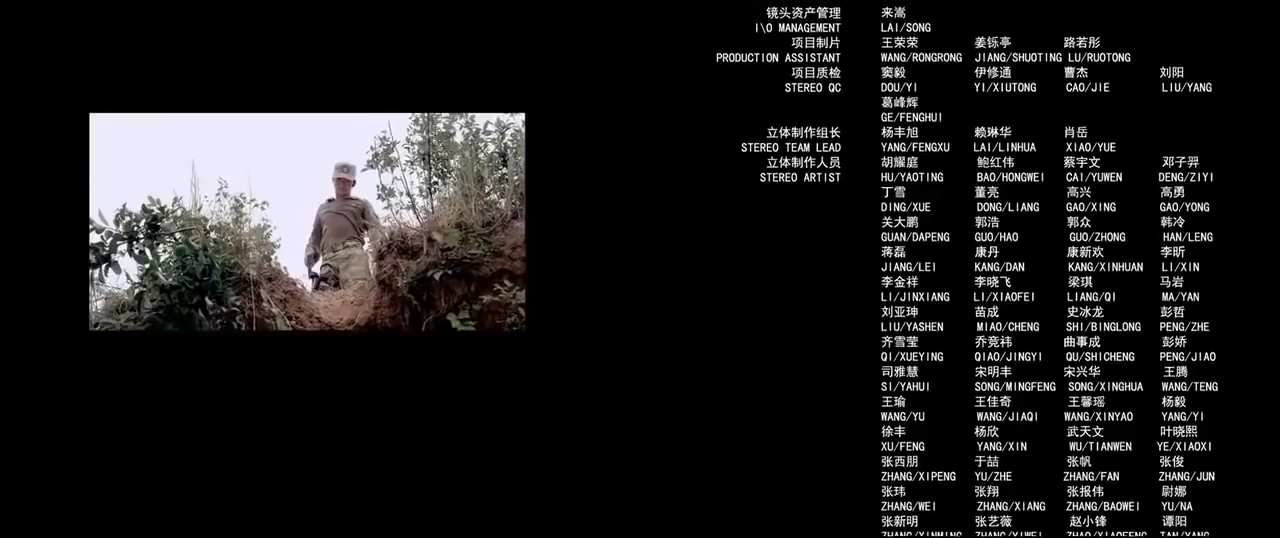 镜头资产管理 来嵩
I\O MANAGEMENT LAI/SONG
项目制片 王荣荣 姜铄亭 路若彤
PRODUCTION ASSISTANT WANG/RONGRONG JIANG/SHUOTING LU/RUOTONG
项目质检 窦毅 伊修通 曹杰 刘阳
STEREO QC DOU/YI YI/XIUTONG CAO/JIE LIU/YANG
葛峰辉
GE/FENGHUI
立体制作组长 杨丰旭 赖琳华 肖岳
STEREO TEAM LEAD YANG/FENGXU LAI/LINHUA XIAO/YUE
立体制作人员 胡耀庭 鲍红伟 蔡宇文 邓子羿
STEREO ARTIST HU/YAOTING BAO/HONGWEI CAI/YUWEN DENG/ZIYI
丁雪 董亮 高兴 高勇
DING/XUE DONG/LIANG GAO/XING GAO/YONG
关大鹏 郭浩 郭众 韩冷
GUAN/DAPENG GUO/HAO GUO/ZHONG HAN/LENG
蒋磊 康丹 康新欢 李昕
JIANG/LEI KANG/DAN KANG/XINHUAN LI/XIN
李金祥 李晓飞 梁琪 马岩
LI/JINXIANG LI/XIAOFEI LIANG/QI MA/YAN
刘亚珅 苗成 史冰龙 彭哲
LIU/YASHEN MIAO/CHENG SHI/BINGLONG PENG/ZHE
齐雪莹 乔竞祎 曲事成 彭娇
QI/XUEYING QIAO/JINGYI QU/SHICHENG PENG/JIAO
司雅慧 宋明丰 宋兴华 王腾
SI/YAHUI SONG/MINGFENG SONG/XINGHUA WANG/TENG
王瑜 王佳奇 王馨瑶 杨毅
WANG/YU WANG/JIAQI WANG/XINYAO YANG/YI
徐丰 杨欣 武天文 叶晓熙
XU/FENG YANG/XIN WU/TIANWEN YE/XIAOXI
张西朋 于喆 张帆 张俊
ZHANG/XIPENG YU/ZHE ZHANG/FAN ZHANG/JUN
张玮 张翔 张报伟 尉娜
ZHANG/WEI ZHANG/XIANG ZHANG/BAOWEI YU/NA
张新明 张艺薇 赵小锋 谭阳
ZHANG/XINMING ZHANG/YIWEI ZHAO/XIAOFENG TAN/YANG